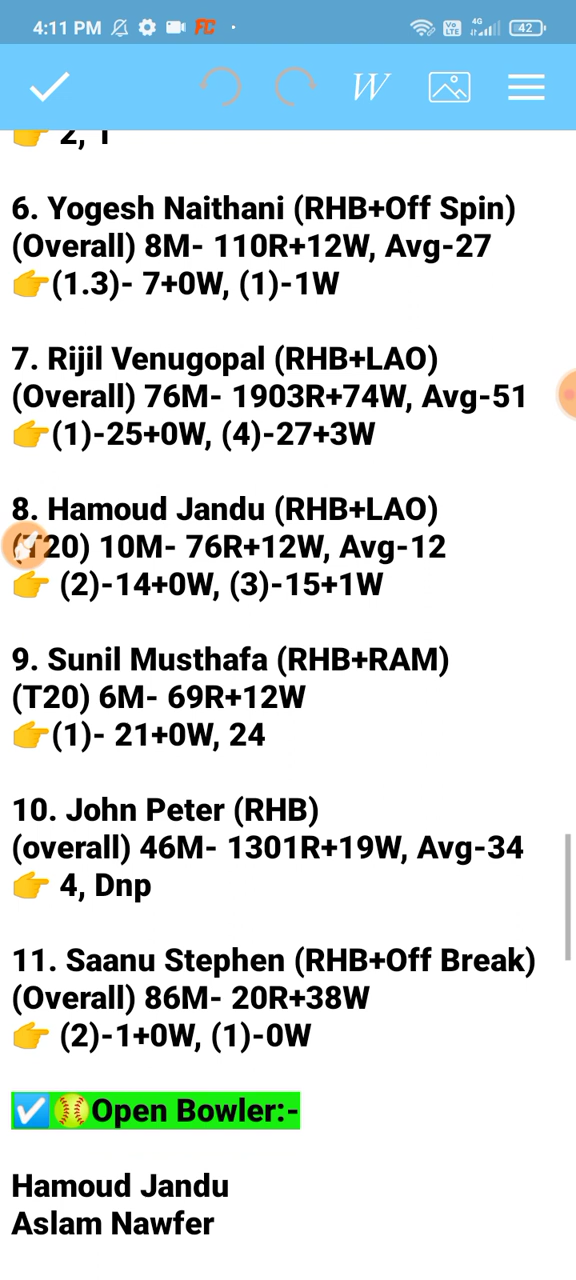 4:11 PM FC 4G 42
W
👉 2, 1
6. Yogesh Naithani (RHB+Off Spin)
(Overall) 8M- 110R+12W, Avg-27
👉(1.3)- 7+0W, (1)-1W
7. Rijil Venugopal (RHB+LAO)
(Overall) 76M- 1903R+74W, Avg-51
👉(1)-25+0W, (4)-27+3W
8. Hamoud Jandu (RHB+LAO)
(T20) 10M- 76R+12W, Avg-12
👉 (2)-14+0W, (3)-15+1W
9. Sunil Musthafa (RHB+RAM)
(T20) 6M- 69R+12W
👉(1)- 21+0W, 24
10. John Peter (RHB)
(overall) 46M- 1301R+19W, Avg-34
👉 4, Dnp
11. Saanu Stephen (RHB+Off Break)
(Overall) 86M- 20R+38W
👉 (2)-1+0W, (1)-0W
☑️🥎Open Bowler:-
Hamoud Jandu
Aslam Nawfer